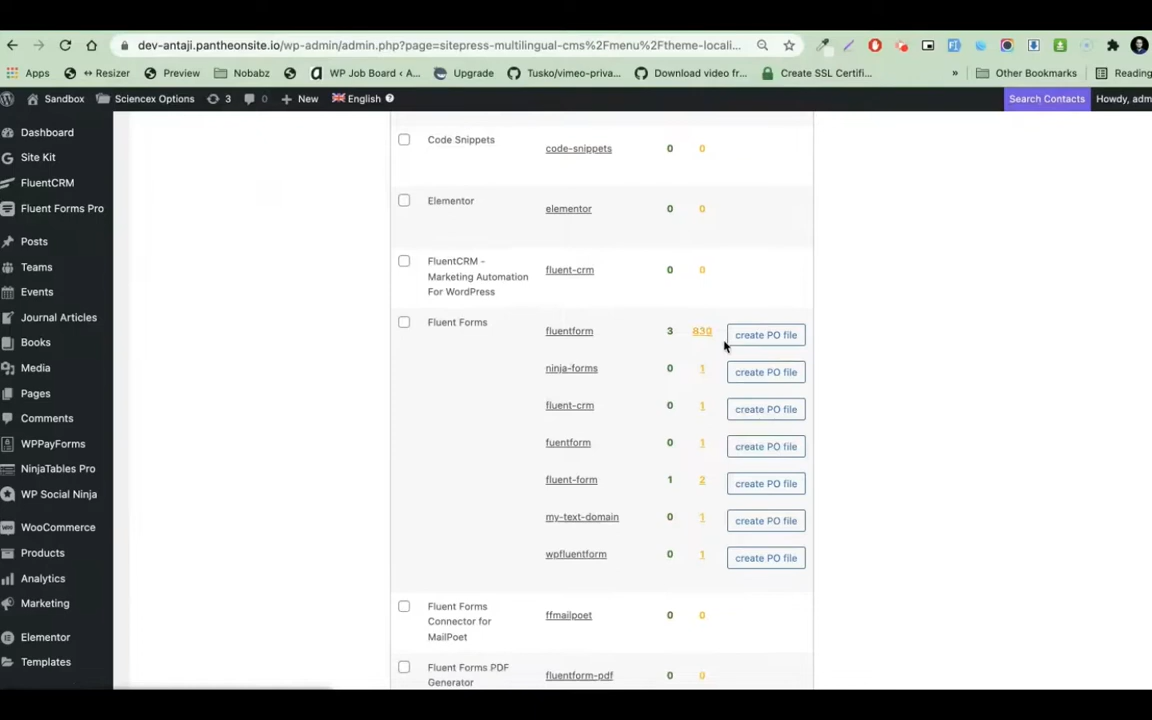 dev-antaji.pantheonsite.io/wp-admin/admin.php?page=sitepress-multilingual-cms%2Fmenu%2Ftheme-locali...
Apps
↔ Resizer
Preview
Nobabz
WP Job Board ‹ A...
Upgrade
Tusko/vimeo-priva...
Download video fr...
Create SSL Certifi...
»
Other Bookmarks
Reading
Sandbox
Sciencex Options
3
0
New
English
Search Contacts
Howdy, adm
Dashboard
Site Kit
FluentCRM
Fluent Forms Pro
Posts
Teams
Events
Journal Articles
Books
Media
Pages
Comments
WPPayForms
NinjaTables Pro
WP Social Ninja
WooCommerce
Products
Analytics
Marketing
Elementor
Templates
Code Snippets
code-snippets 0 0
Elementor
elementor 0 0
FluentCRM -
Marketing Automation
For WordPress
fluent-crm 0 0
Fluent Forms
fluentform 3 830 create PO file
ninja-forms 0 1 create PO file
fluent-crm 0 1 create PO file
fuentform 0 1 create PO file
fluent-form 1 2 create PO file
my-text-domain 0 1 create PO file
wpfluentform 0 1 create PO file
Fluent Forms
Connector for
MailPoet
ffmailpoet 0 0
Fluent Forms PDF
Generator
fluentform-pdf 0 0